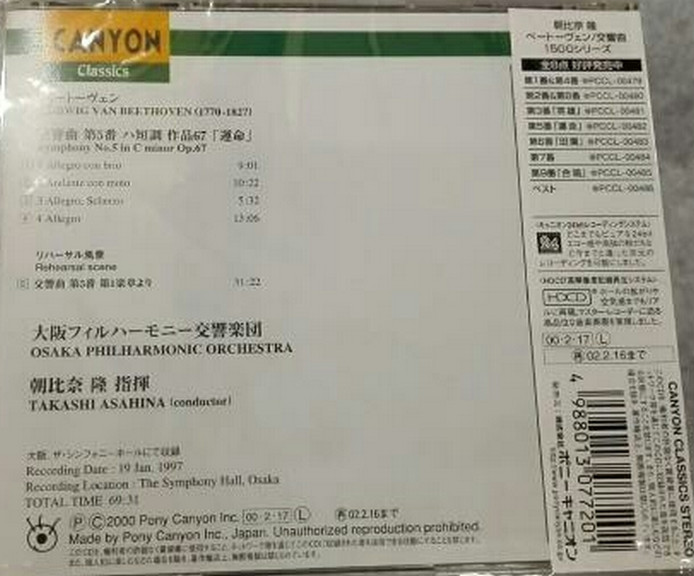 CANYON
Classics
ートーヴェン
LUDWIG VAN BEETHOVEN (1770-1827)
交響曲 第5番 ハ短調 作品67「運命」
Symphony No.5 in C minor Op.67
1 Allegro con brio 9:01
2 Andante con moto 10:22
3 Allegro, Scherzo 5:32
4 Allegro 13:06
リハーサル風景
Rehearsal scene
交響曲 第5番 第1楽章より 31:22
大阪フィルハーモニー交響楽団
OSAKA PHILHARMONIC ORCHESTRA
朝比奈 隆 指揮
TAKASHI ASAHINA (conductor)
大阪、ザ・シンフォニーホールにて収録
Recording Date : 19 Jan. 1997
Recording Location : The Symphony Hall, Osaka
TOTAL TIME 69:31
Ⓟ Ⓒ2000 Pony Canyon Inc. 00・2・17 Ⓛ 再02.2.16まで
Made by Pony Canyon Inc., Japan. Unauthorized reproduction prohibited.
朝比奈 隆
ベートーヴェン/交響曲
1500シリーズ
全8点 好評発売中
第1番&第4番 ●PCCL-00479
第2番&第8番 ●PCCL-00480
第3番「英雄」 ●PCCL-00481
第5番「運命」 ●PCCL-00482
第6番「田園」 ●PCCL-00483
第7番 ●PCCL-00484
第9番「合唱」 ●PCCL-00485
ベスト ●PCCL-00486
HDCD
00・2・17 Ⓛ
再02.2.16まで
CANYON CLASSICS STEREO
4 988013 077201
発売元:株式会社 ポニーキャニオン